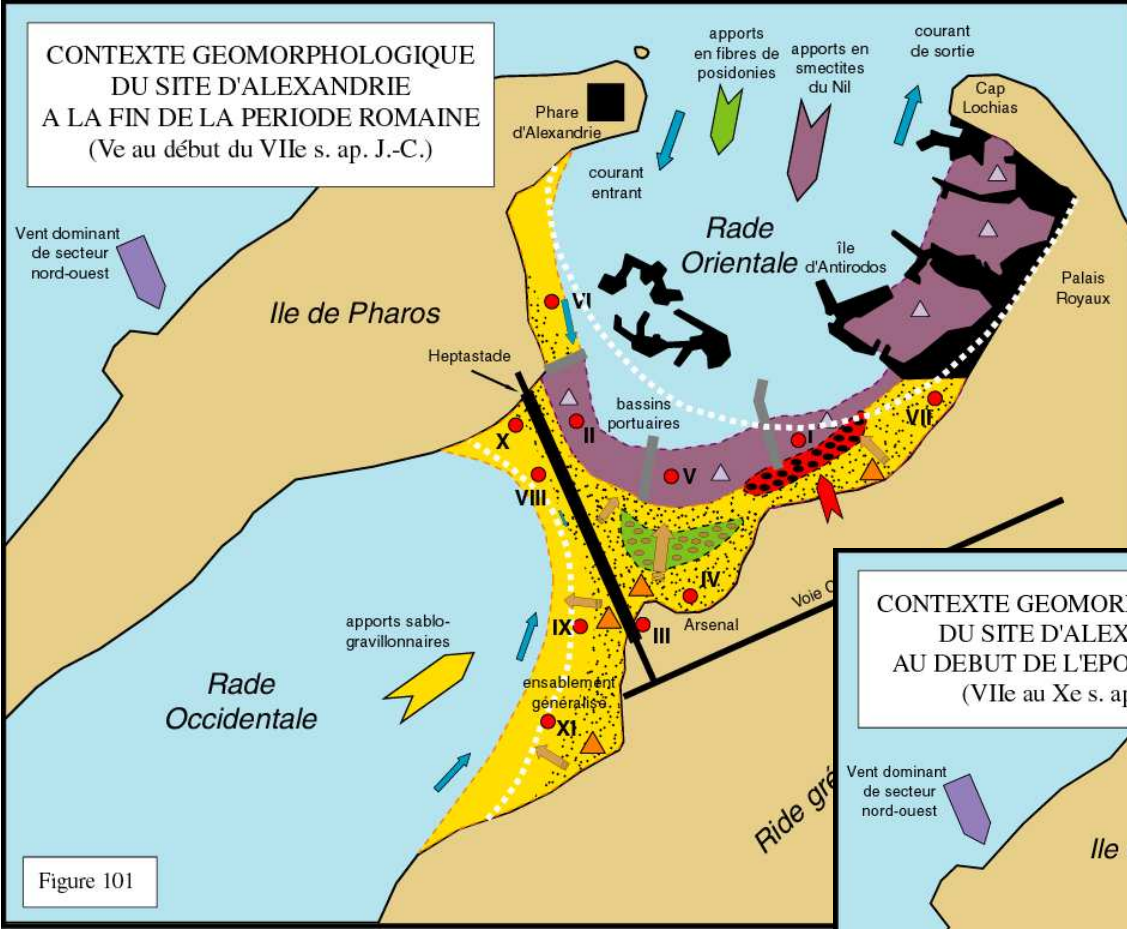 CONTEXTE GEOMORPHOLOGIQUE
DU SITE D'ALEXANDRIE
A LA FIN DE LA PERIODE ROMAINE
(Ve au début du VIIe s. ap. J.-C.)
apports
en fibres de
posidonies
apports en
smectites
du Nil
courant
de sortie
Cap
Lochias
Phare
d'Alexandrie
courant
entrant
Vent dominant
de secteur
nord-ouest
Rade
Orientale
île
d'Antirodos
Palais
Royaux
Ile de Pharos
VI
Heptastade
bassins
portuaires
VII
X
II
I
V
VIII
IV
Voie C
IX
III
Arsenal
apports sablo-
gravillonnaires
Rade
Occidentale
ensablement
généralisé
XI
Ride gré
Figure 101
CONTEXTE GEOMOR
DU SITE D'ALEX
AU DEBUT DE L'EPO
(VIIe au Xe s. ap
Vent dominant
de secteur
nord-ouest
Ile